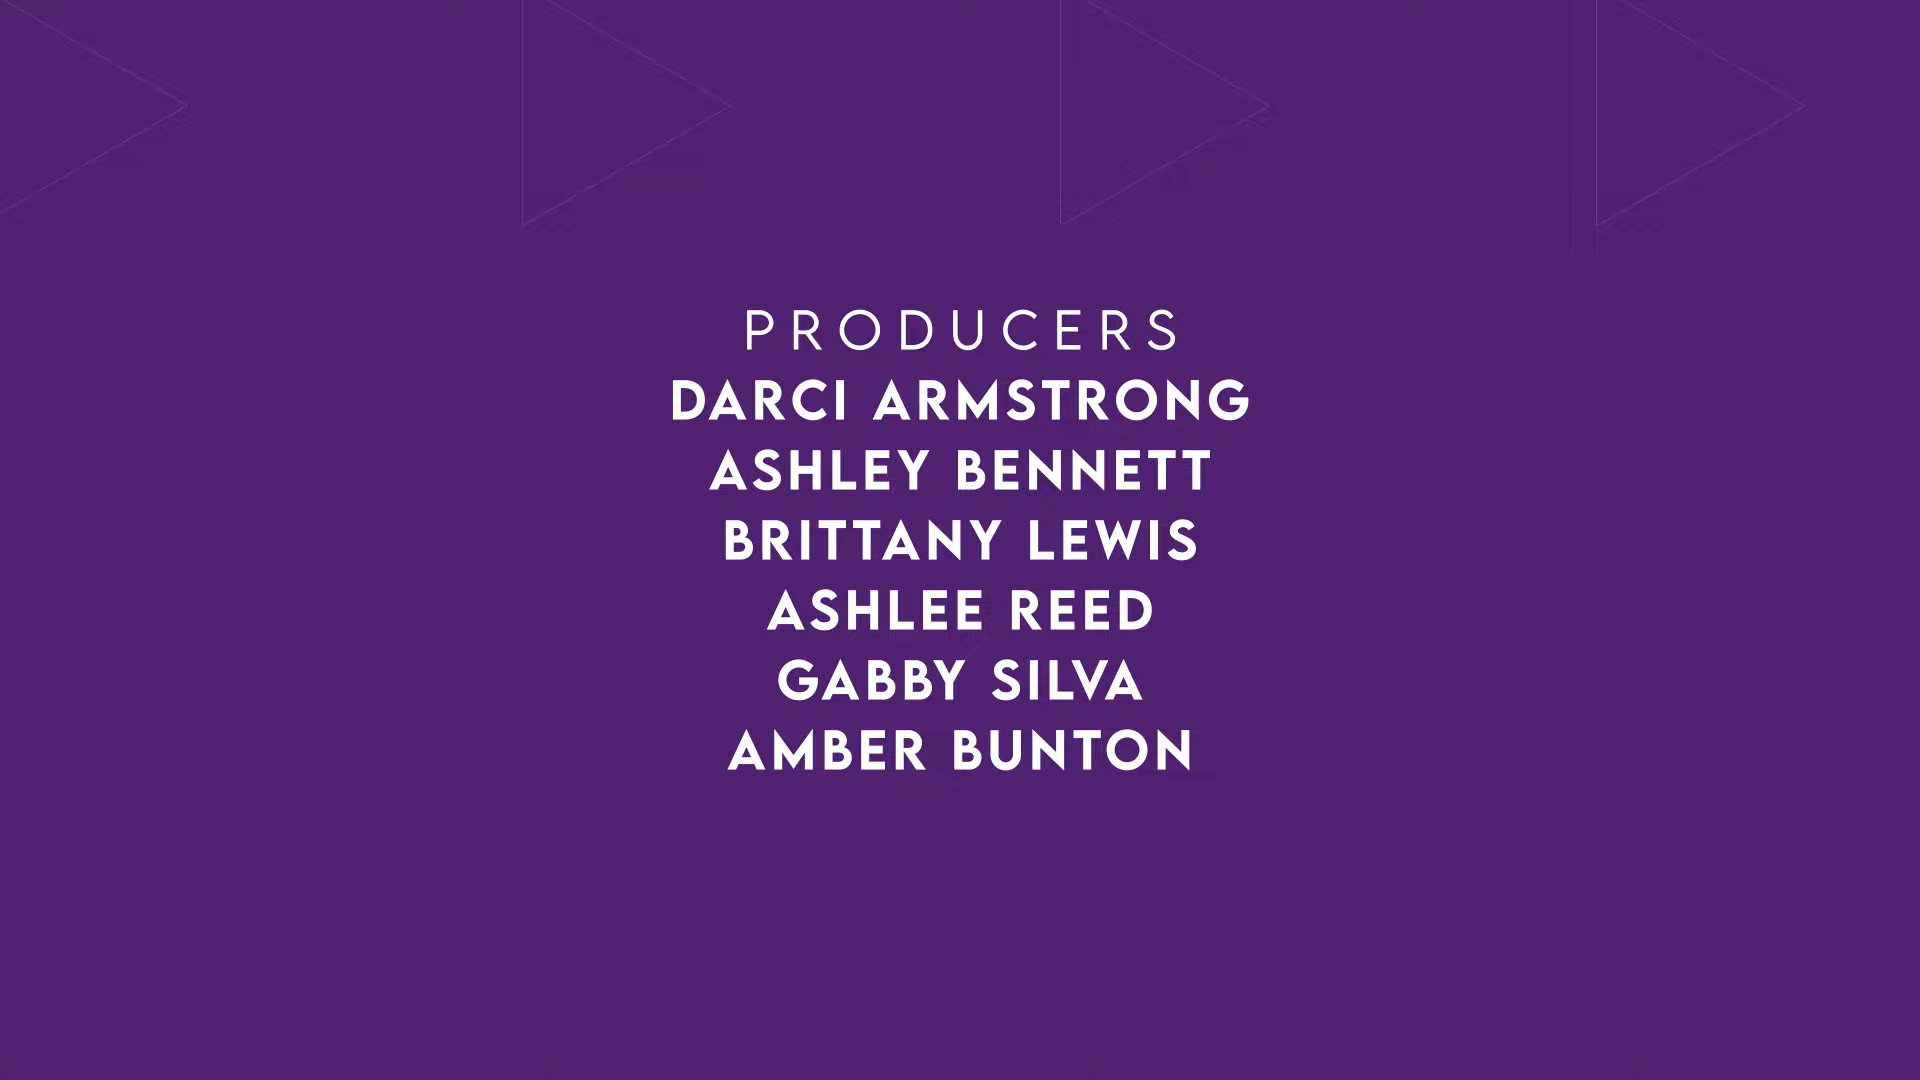 PRODUCERS
DARCI ARMSTRONG
ASHLEY BENNETT
BRITTANY LEWIS
ASHLEE REED
GABBY SILVA
AMBER BUNTON